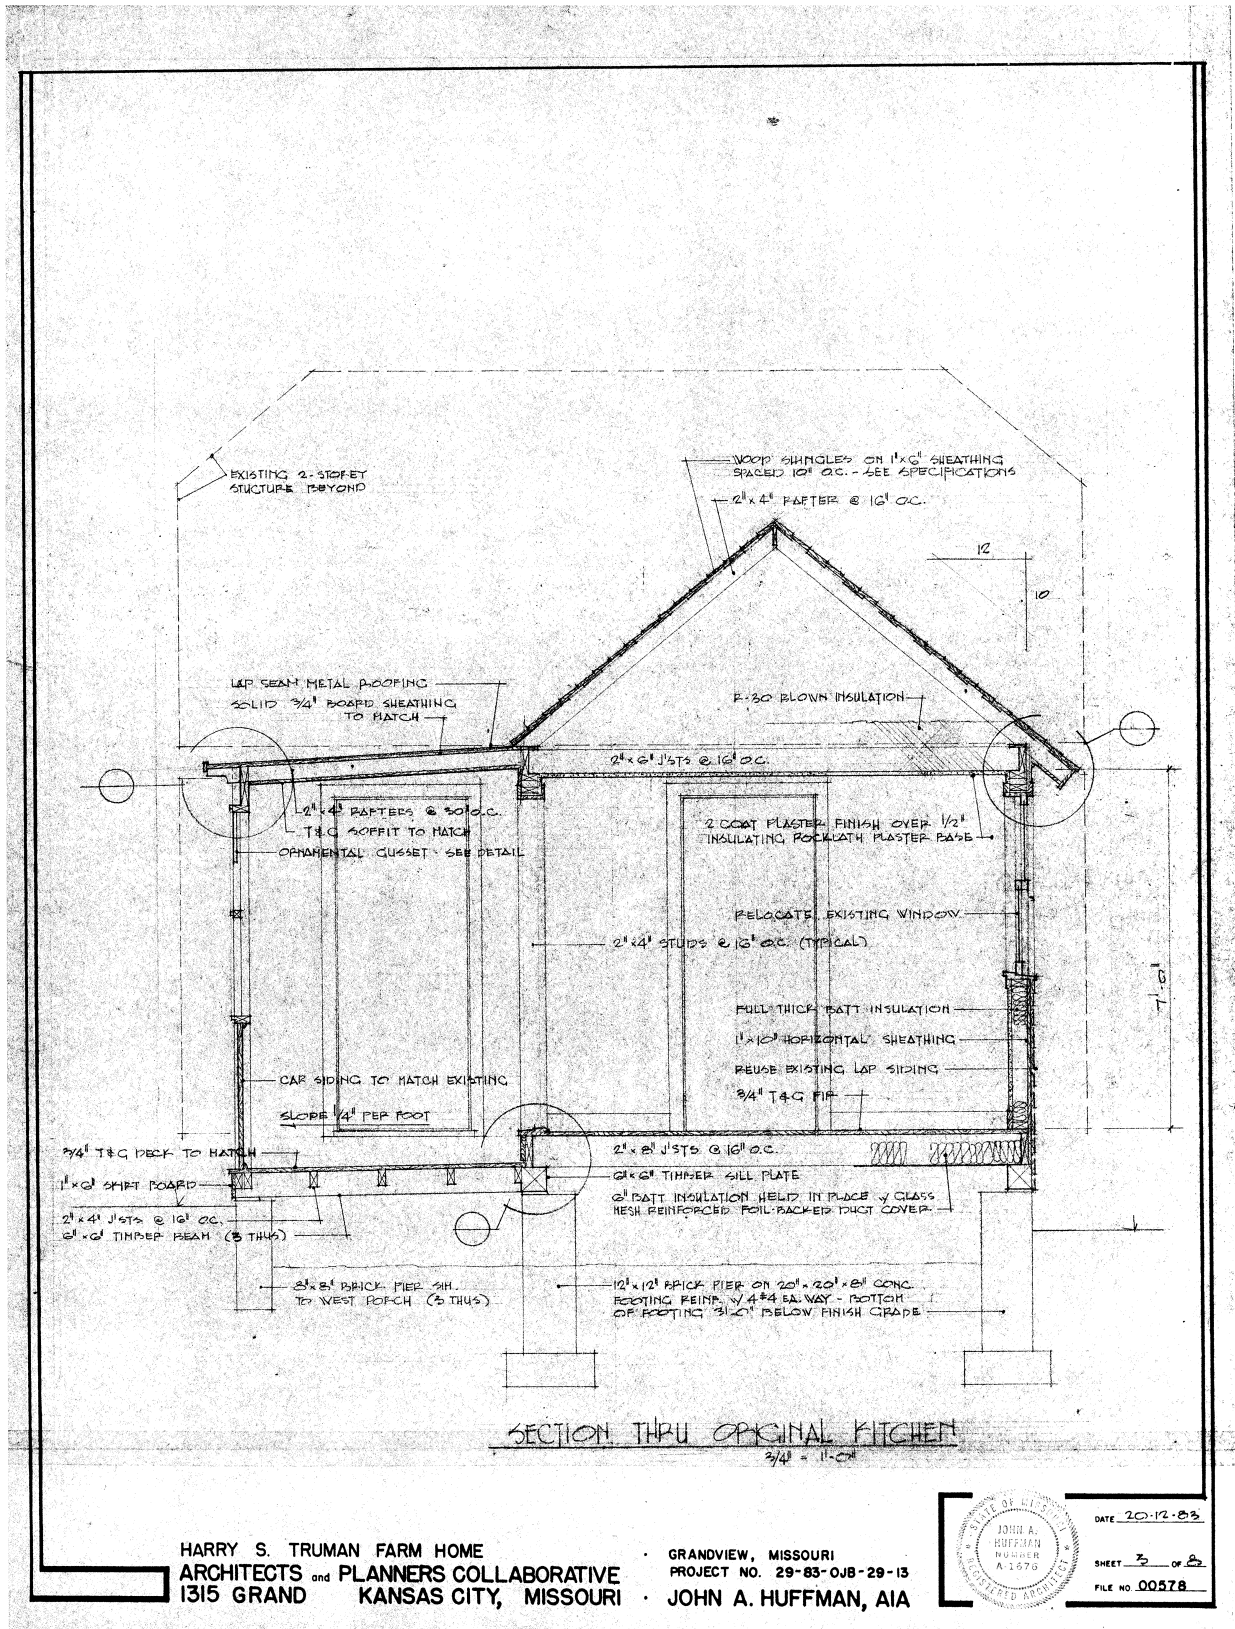 EXISTING 2-STOREY
STUCTURE BEYOND
WOOD SHINGLES ON 1"x6" SHEATHING
SPACED 10" O.C. - SEE SPECIFICATIONS
2"x4" RAFTER @ 16" O.C.
12
10
LAP SEAM METAL ROOFING
SOLID 3/4" BOARD SHEATHING
TO MATCH
R-30 BLOWN INSULATION
2"x6" J'STS @ 16" O.C.
2"x4" RAFTERS @ 30" O.C.
T&G SOFFIT TO MATCH
ORNAMENTAL GUSSET - SEE DETAIL
2 COAT PLASTER FINISH OVER 1/2"
INSULATING ROCKLATH PLASTER BASE
RELOCATE EXISTING WINDOW
2"x4" STUDS @ 16" O.C. (TYPICAL)
7'-0"
FULL THICK BATT INSULATION
1"x10" HORIZONTAL SHEATHING
REUSE EXISTING LAP SIIDING
3/4" T&G FIR
CAR SIDING TO MATCH EXISTING
SLOPE 1/4" PER FOOT
3/4" T&G DECK TO MATCH
1"x6" SKIRT BOARD
2"x4" J'STS @ 16" O.C.
6"x6" TIMBER BEAM (3 THUS)
2"x8" J'STS @ 16" O.C.
6"x6" TIMBER SILL PLATE
6" BATT INSULATION HELD IN PLACE w/ GLASS
MESH REINFORCED FOIL-BACKED DUCT COVER
8"x8" BRICK PIER SIM.
TO WEST PORCH (3 THUS)
12"x12" BRICK PIER ON 20"x20"x8" CONC.
FOOTING REINF. w/ 4#4 EA. WAY - BOTTOM
OF FOOTING 3'-0" BELOW FINISH GRADE
SECTION THRU ORIGINAL KITCHEN
3/4" = 1'-0"
HARRY S. TRUMAN FARM HOME
ARCHITECTS and PLANNERS COLLABORATIVE
1315 GRAND KANSAS CITY, MISSOURI
GRANDVIEW, MISSOURI
PROJECT NO. 29-83-OJB-29-13
JOHN A. HUFFMAN, AIA
STATE OF MISSOURI
JOHN A.
HUFFMAN
NUMBER
A-1676
REGISTERED ARCHITECT
DATE 20·12·83
SHEET 3 OF 8
FILE NO. 00578